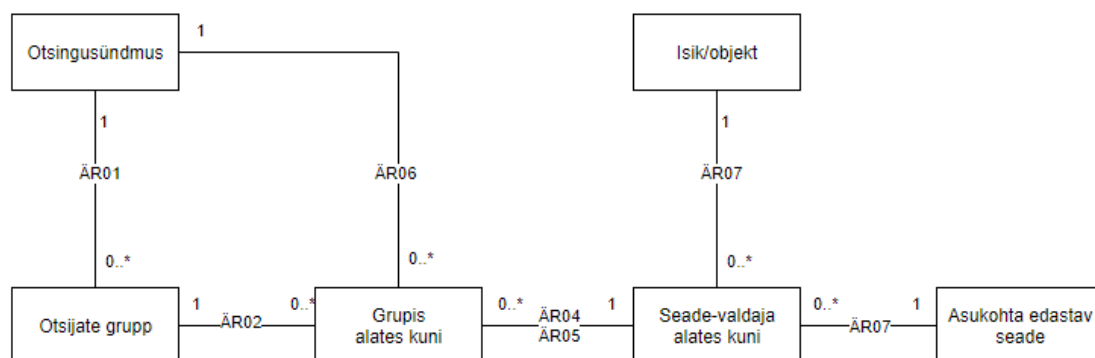 Otsingusündmus
1
Isik/objekt
1
1
ÄR01
ÄR06
ÄR07
0..*
0..*
0..*
Otsijate grupp
1
ÄR02
0..*
Grupis
alates kuni
0..*
ÄR04
ÄR05
1
Seade-valdaja
alates kuni
0..*
ÄR07
1
Asukohta edastav
seade